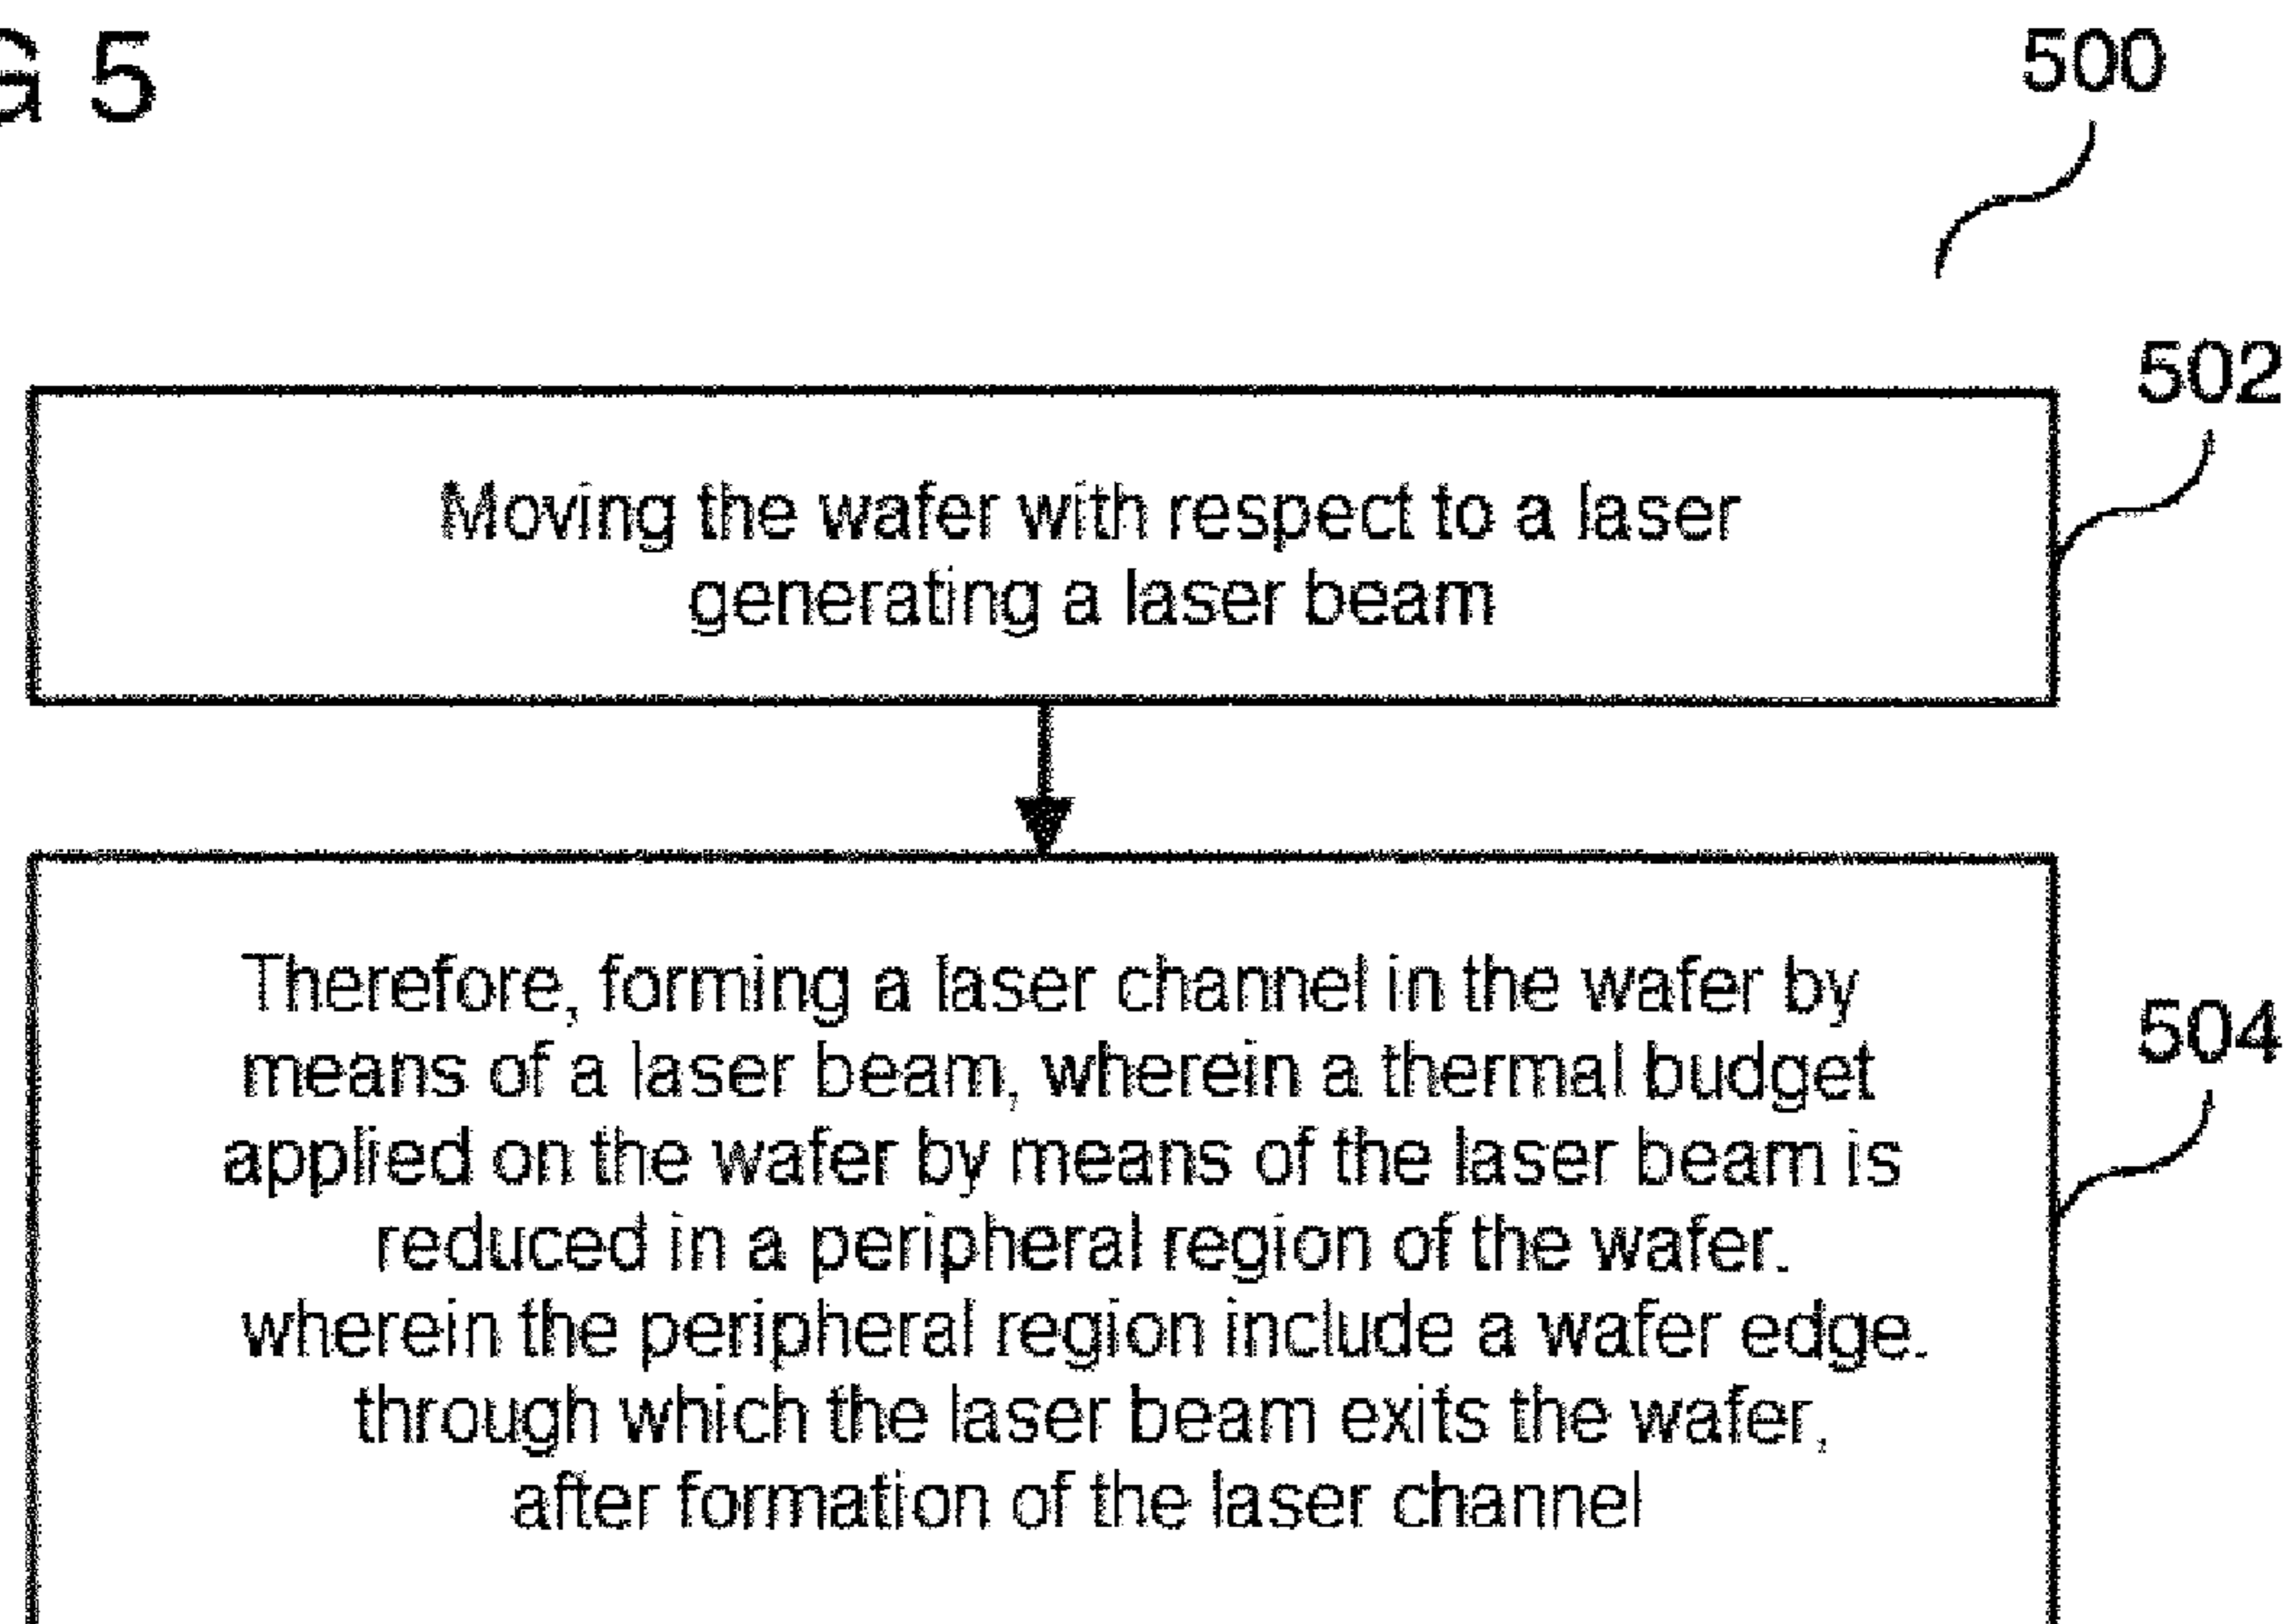 G 5
500
502
Moving the wafer with respect to a laser
generating a laser beam
Therefore, forming a laser channel in the wafer by
means of a laser beam, wherein a thermal budget
applied on the wafer by means of the laser beam is
reduced in a peripheral region of the wafer.
wherein the peripheral region include a wafer edge.
through which the laser beam exits the wafer,
after formation of the laser channel
504